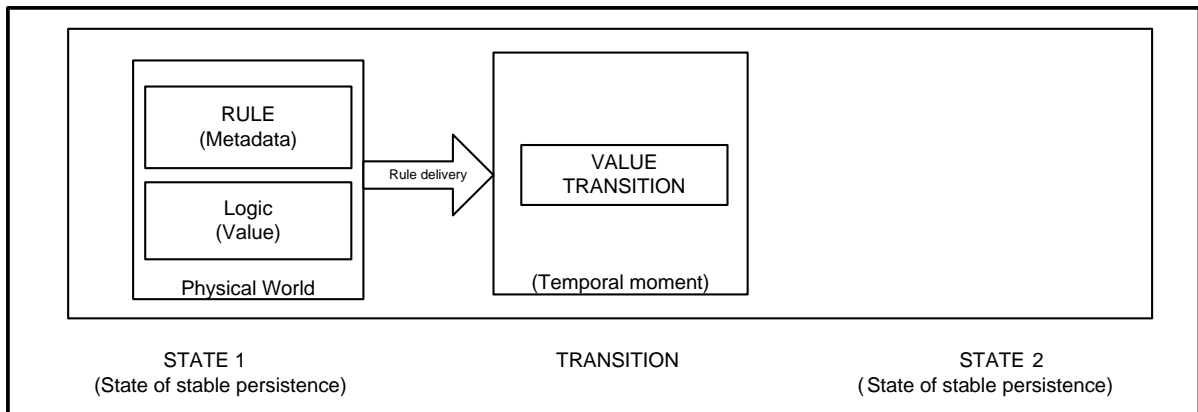 RULE
(Metadata)
Logic
(Value)
Physical World
Rule delivery
VALUE
TRANSITION
(Temporal moment)
STATE 1
(State of stable persistence)
TRANSITION
STATE 2
(State of stable persistence)